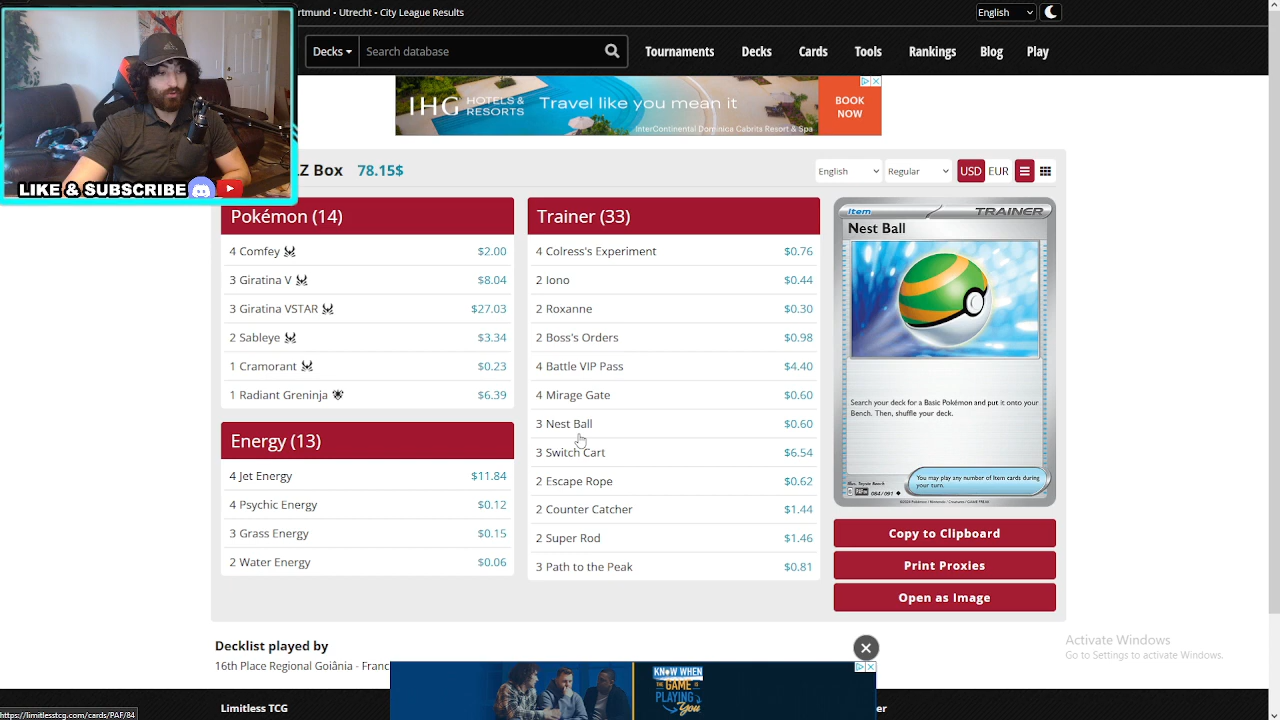 ortmund - Utrecht - City League Results
English
Decks
Search database
Tournaments
Decks
Cards
Tools
Rankings
Blog
Play
IHG HOTELS & RESORTS
Travel like you mean it
InterContinental Dominica Cabrits Resort & Spa
BOOK NOW
LIKE & SUBSCRIBE
Z Box 78.15$
English
Regular
USD
EUR
Pokémon (14)
4 Comfey $2.00
3 Giratina V $8.04
3 Giratina VSTAR $27.03
2 Sableye $3.34
1 Cramorant $0.23
1 Radiant Greninja $6.39
Energy (13)
4 Jet Energy $11.84
4 Psychic Energy $0.12
3 Grass Energy $0.15
2 Water Energy $0.06
Trainer (33)
4 Colress's Experiment $0.76
2 Iono $0.44
2 Roxanne $0.30
2 Boss's Orders $0.98
4 Battle VIP Pass $4.40
4 Mirage Gate $0.60
3 Nest Ball $0.60
3 Switch Cart $6.54
2 Escape Rope $0.62
2 Counter Catcher $1.44
2 Super Rod $1.46
3 Path to the Peak $0.81
Item
TRAINER
Nest Ball
Search your deck for a Basic Pokémon and put it onto your
Bench. Then, shuffle your deck.
You may play any number of Item cards during
your turn.
084/091
Copy to Clipboard
Print Proxies
Open as Image
Decklist played by
16th Place Regional Goiânia - Franc
Activate Windows
Go to Settings to activate Windows.
KNOW WHEN
THE GAME IS
PLAYING
You
Limitless TCG
er
https://limitlesstcg.com/cards/PAF/84